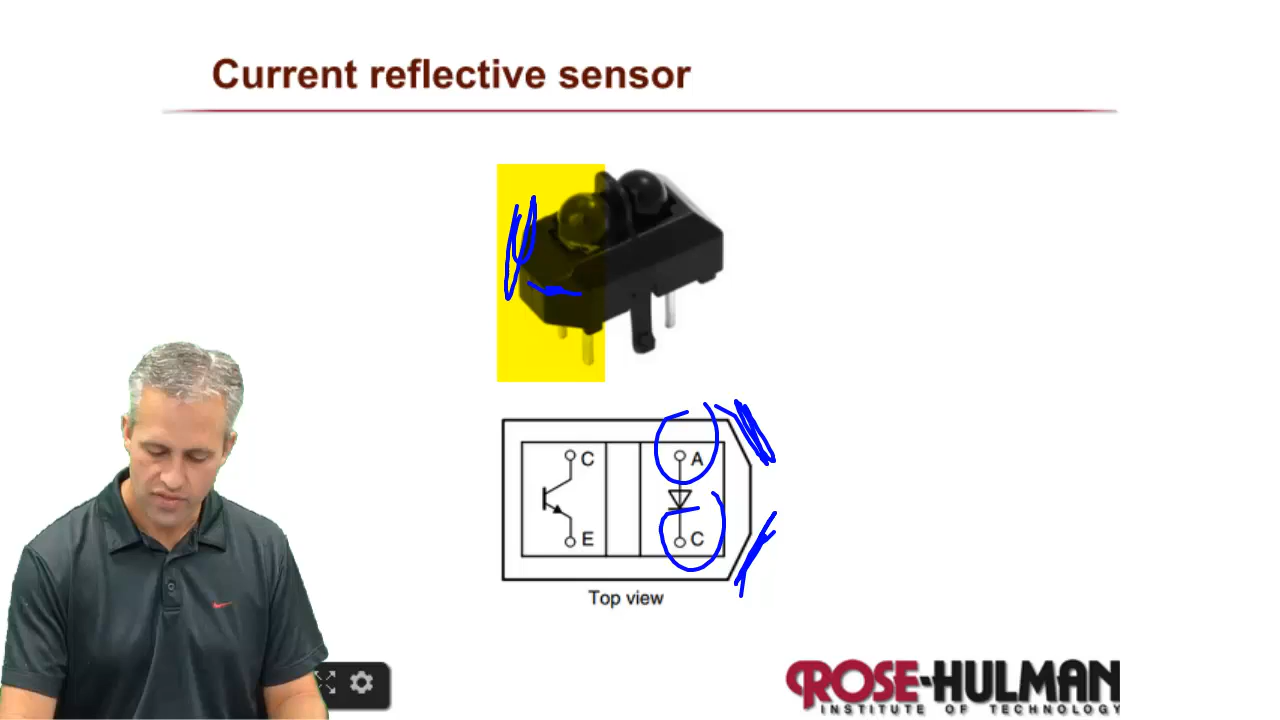 Current reflective sensor
C
A
E
C
Top view
ROSE-HULMAN
INSTITUTE OF TECHNOLOGY